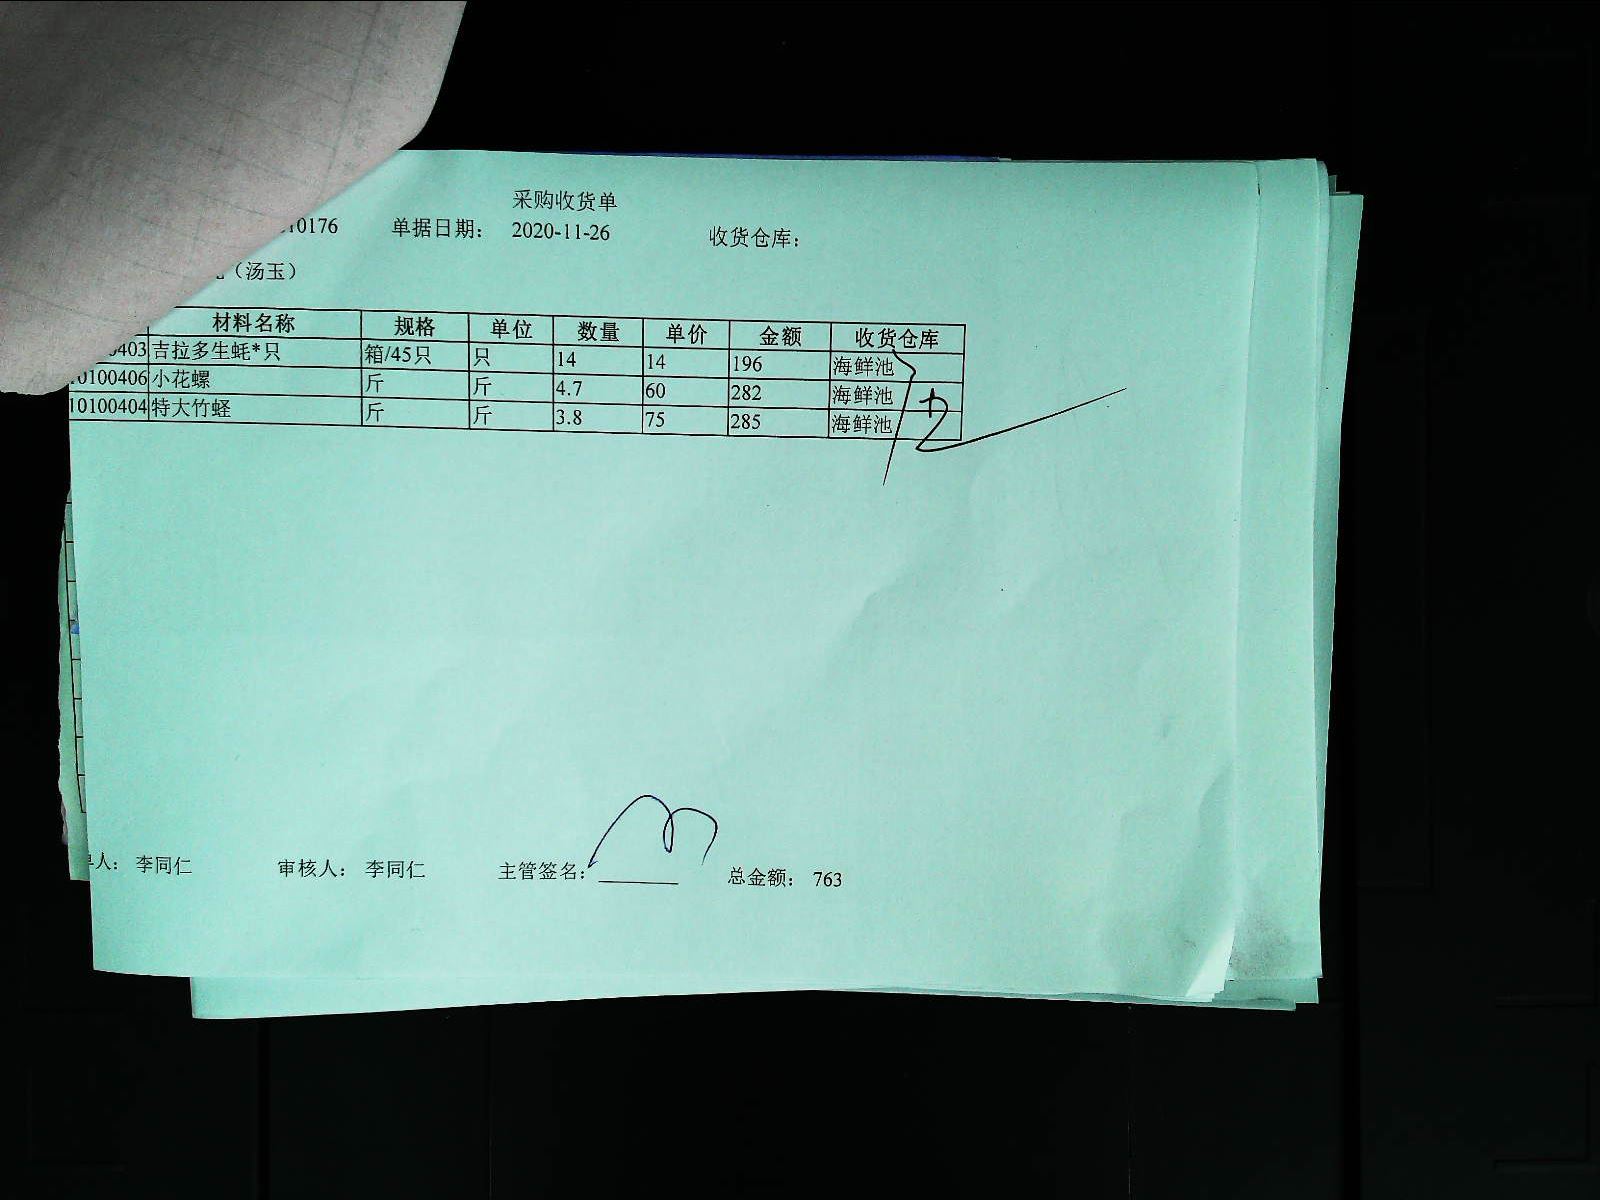 采购收货单
10176 单据日期： 2020-11-26 收货仓库：
（汤玉）
材料名称 规格 单位 数量 单价 金额 收货仓库
0403 吉拉多生蚝*只 箱/45只 只 14 14 196 海鲜池
10100406 小花螺 斤 斤 4.7 60 282 海鲜池
10100404 特大竹蛏 斤 斤 3.8 75 285 海鲜池
单人： 李同仁 审核人： 李同仁 主管签名： 总金额： 763